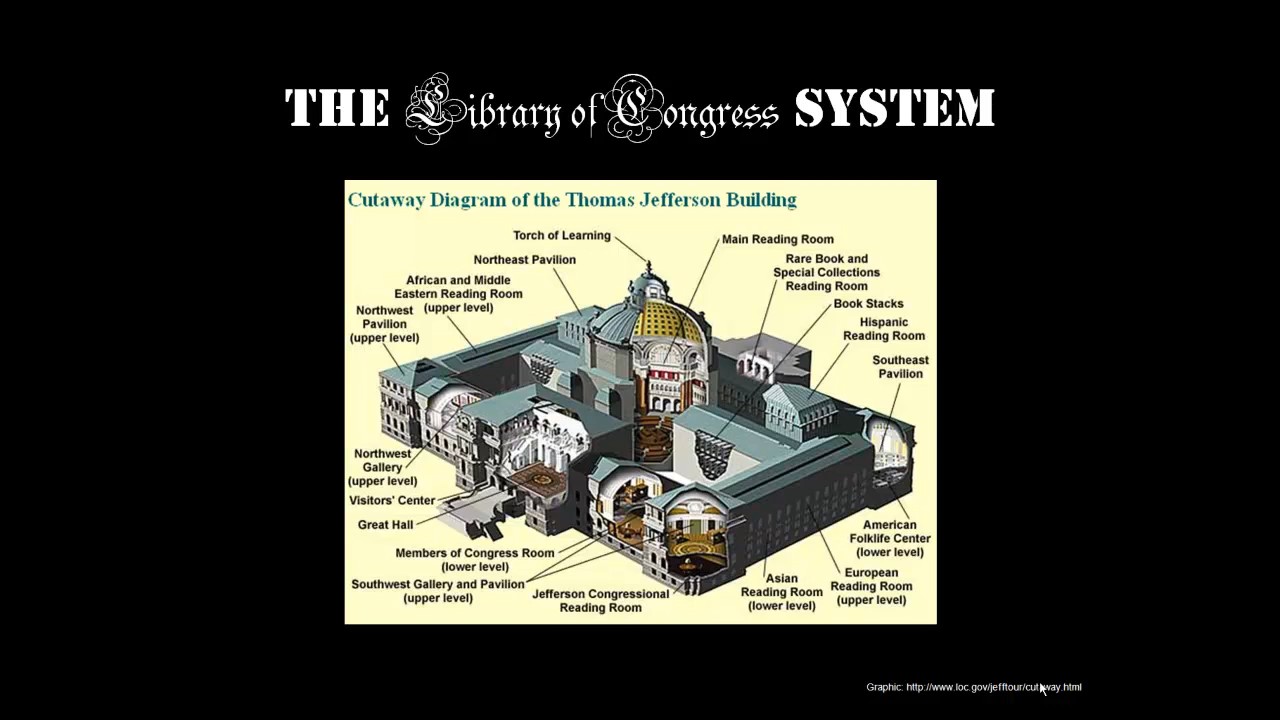 THE Library of Congress SYSTEM
Cutaway Diagram of the Thomas Jefferson Building
Torch of Learning
Main Reading Room
Northeast Pavilion
Rare Book and
Special Collections
Reading Room
African and Middle
Eastern Reading Room
(upper level)
Book Stacks
Northwest
Pavilion
(upper level)
Hispanic
Reading Room
Southeast
Pavilion
Northwest
Gallery
(upper level)
Visitors' Center
Great Hall
American
Folklife Center
(lower level)
Members of Congress Room
(lower level)
Southwest Gallery and Pavilion
(upper level)
Jefferson Congressional
Reading Room
Asian
Reading Room
(lower level)
European
Reading Room
(upper level)
Graphic: http://www.loc.gov/jefftour/cutaway.html